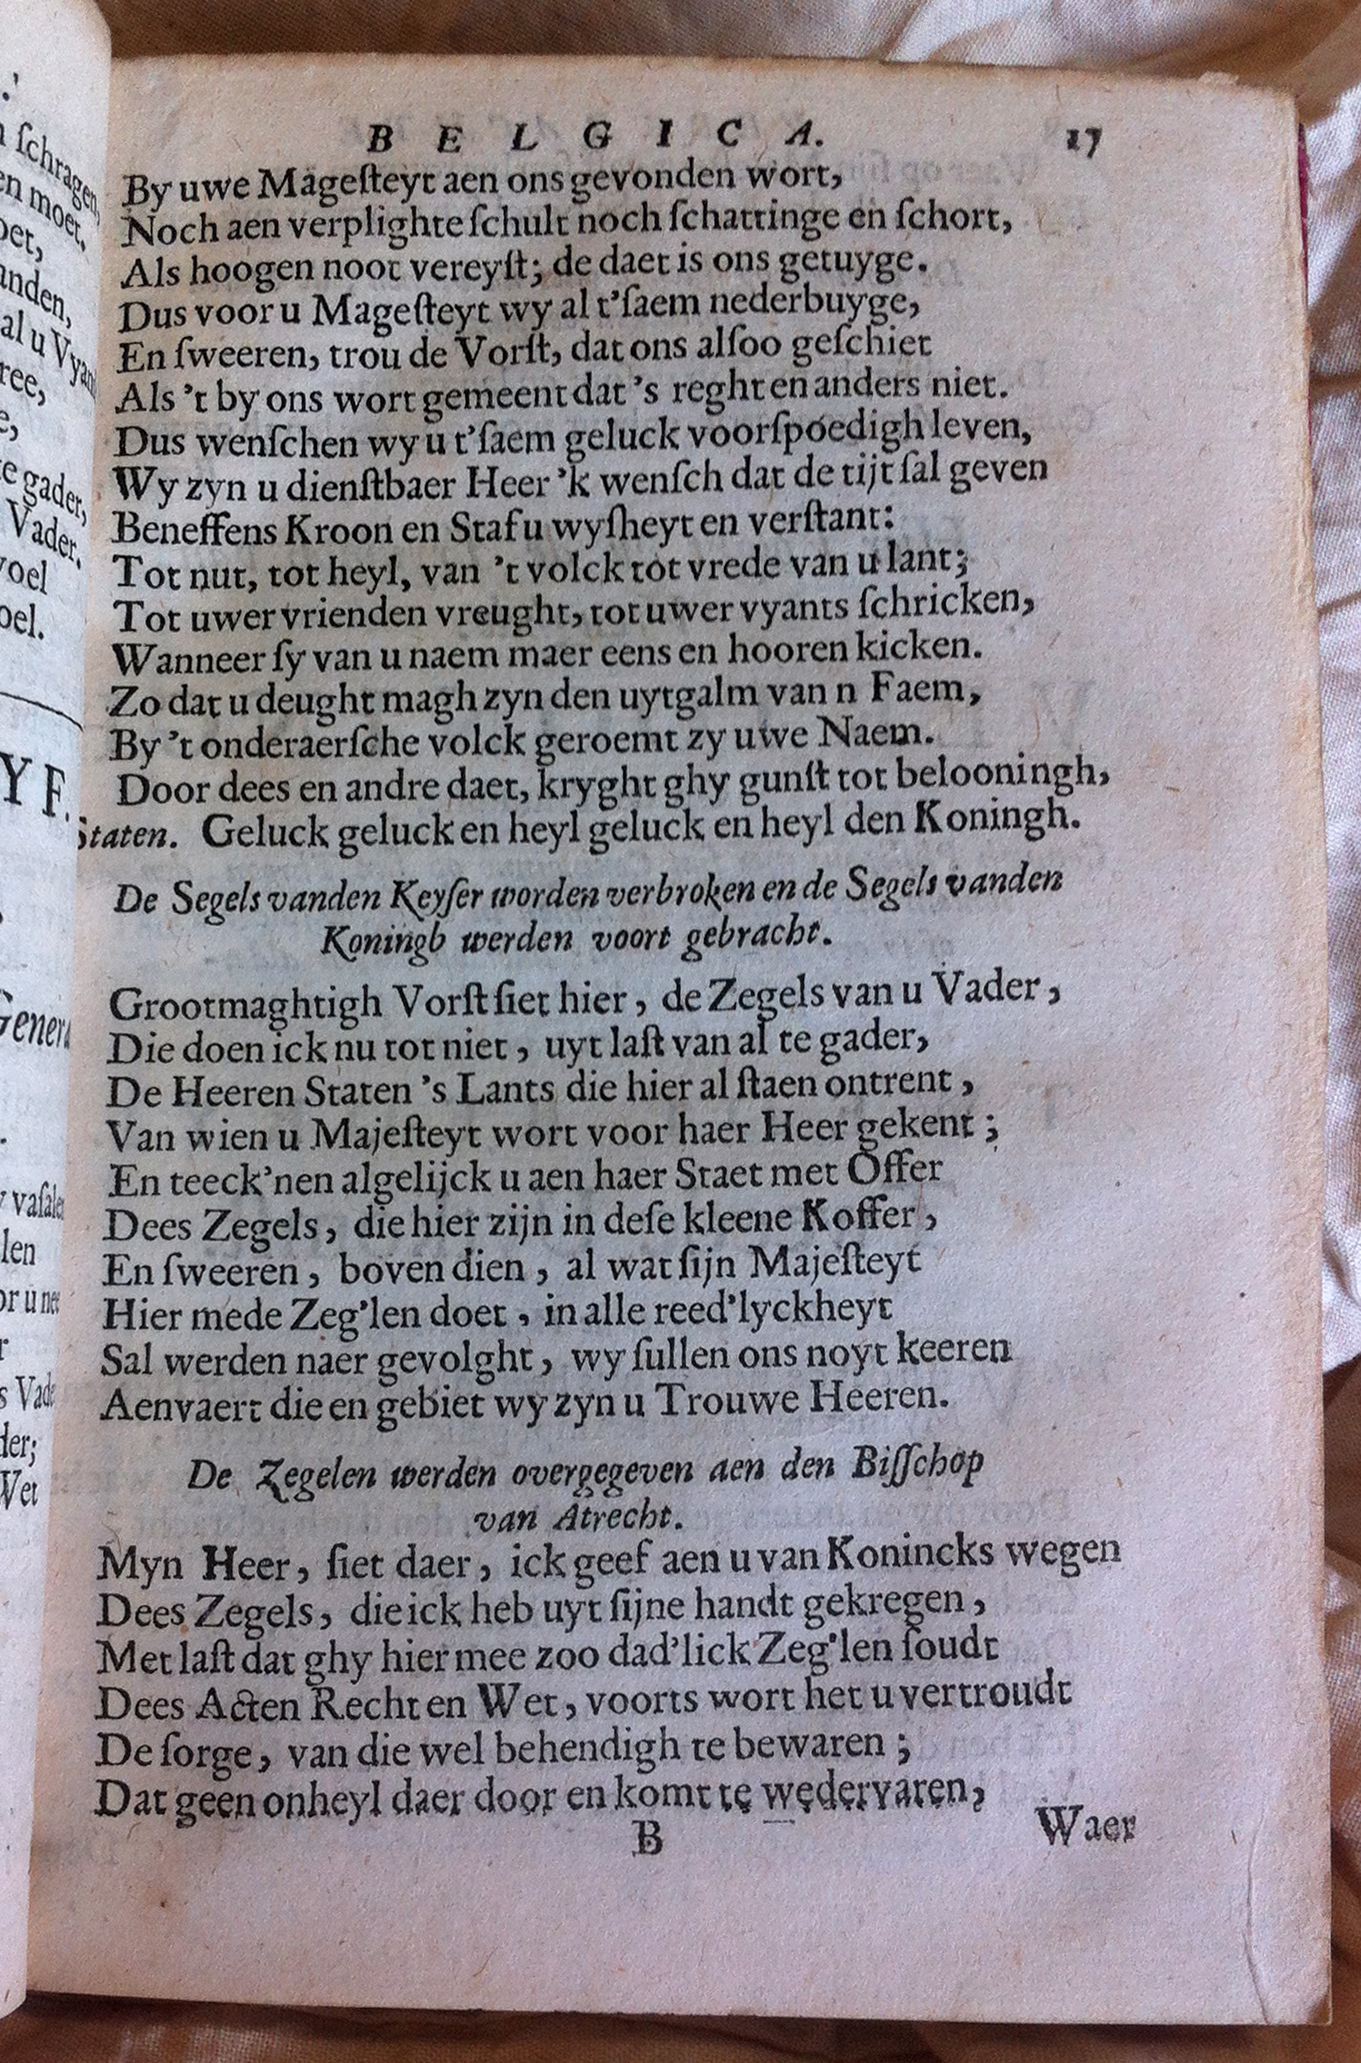 BELGICA. 17
By uwe Mageſteyt aen ons gevonden wort,
Noch aen verplighte ſchult noch ſchattinge en ſchort,
Als hoogen noot vereyſt; de daet is ons getuyge.
Dus voor u Mageſteyt wy al t'ſaem nederbuyge,
En ſweeren, trou de Vorſt, dat ons alſoo geſchiet
Als 't by ons wort gemeent dat 's reght en anders niet.
Dus wenſchen wy u t'ſaem geluck voorſpoedigh leven,
Wy zyn u dienſtbaer Heer 'k wenſch dat de tijt ſal geven
Beneffens Kroon en Staf u wyſheyt en verſtant:
Tot nut, tot heyl, van 't volck tot vrede van u lant;
Tot uwer vrienden vreught, tot uwer vyants ſchricken,
Wanneer ſy van u naem maer eens en hooren kicken.
Zo dat u deught magh zyn den uytgalm van n Faem,
By 't onderaerſche volck geroemt zy uwe Naem.
Door dees en andre daet, kryght ghy gunſt tot belooningh,
Staten. Geluck geluck en heyl geluck en heyl den Koningh.
De Segels vanden Keyſer worden verbroken en de Segels vanden
Koningh werden voort gebracht.
Grootmaghtigh Vorſt ſiet hier, de Zegels van u Vader,
Die doen ick nu tot niet, uyt laſt van al te gader,
De Heeren Staten 's Lants die hier al ſtaen ontrent,
Van wien u Majeſteyt wort voor haer Heer gekent;
En teeck'nen algelijck u aen haer Staet met Offer
Dees Zegels, die hier zijn in deſe kleene Koffer,
En ſweeren, boven dien, al wat ſijn Majeſteyt
Hier mede Zeg'len doet, in alle reed'lyckheyt
Sal werden naer gevolght, wy ſullen ons noyt keeren
Aenvaert die en gebiet wy zyn u Trouwe Heeren.
De Zegelen werden overgegeven aen den Biſſchop
van Atrecht.
Myn Heer, ſiet daer, ick geef aen u van Konincks wegen
Dees Zegels, die ick heb uyt ſijne handt gekregen,
Met laſt dat ghy hier mee zoo dad'lick Zeg'len ſoudt
Dees Acten Recht en Wet, voorts wort het u vertroudt
De ſorge, van die wel behendigh te bewaren;
Dat geen onheyl daer door en komt te wedervaren,
B Waer